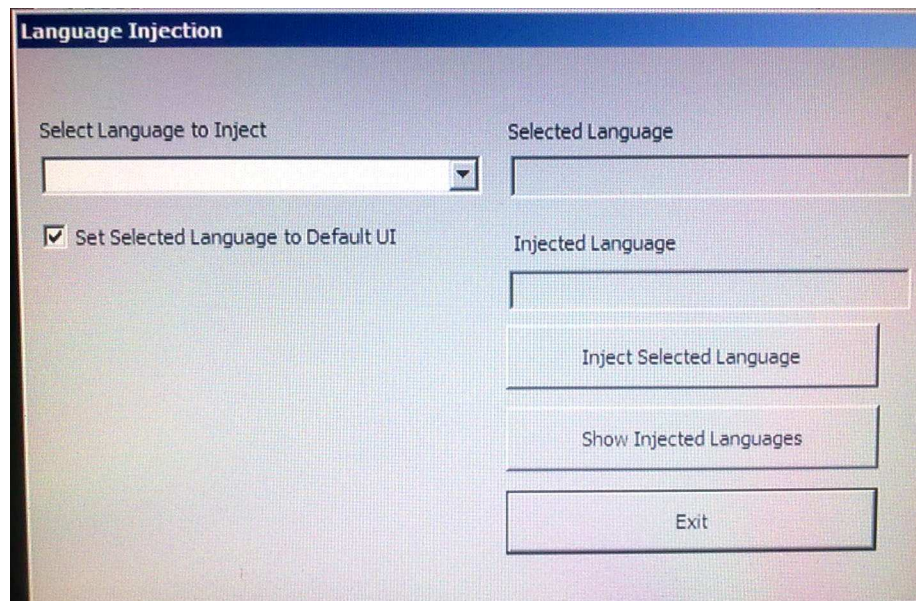 Language Injection
Select Language to Inject
Selected Language
Set Selected Language to Default UI
Injected Language
Inject Selected Language
Show Injected Languages
Exit